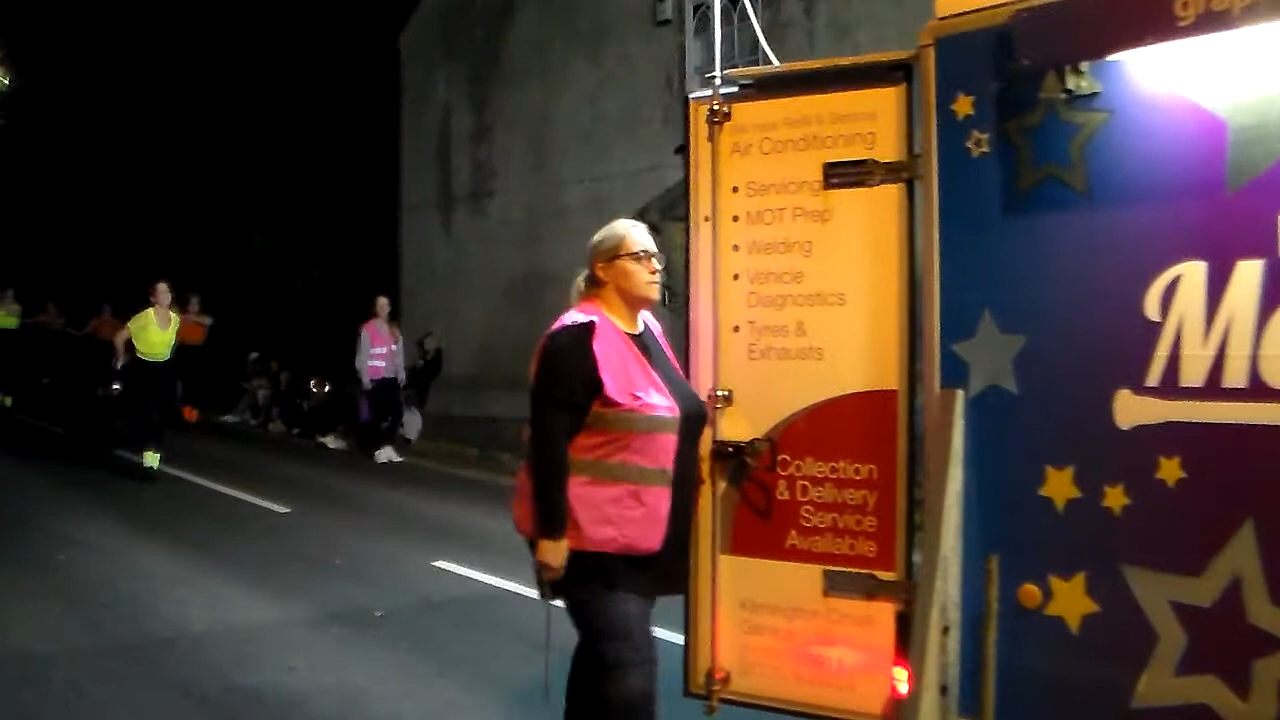 Air Conditioning
• Servicing
• MOT Prep
• Welding
• Vehicle
Diagnostics
• Tyres &
Exhausts
Collection
& Delivery
Service
Available